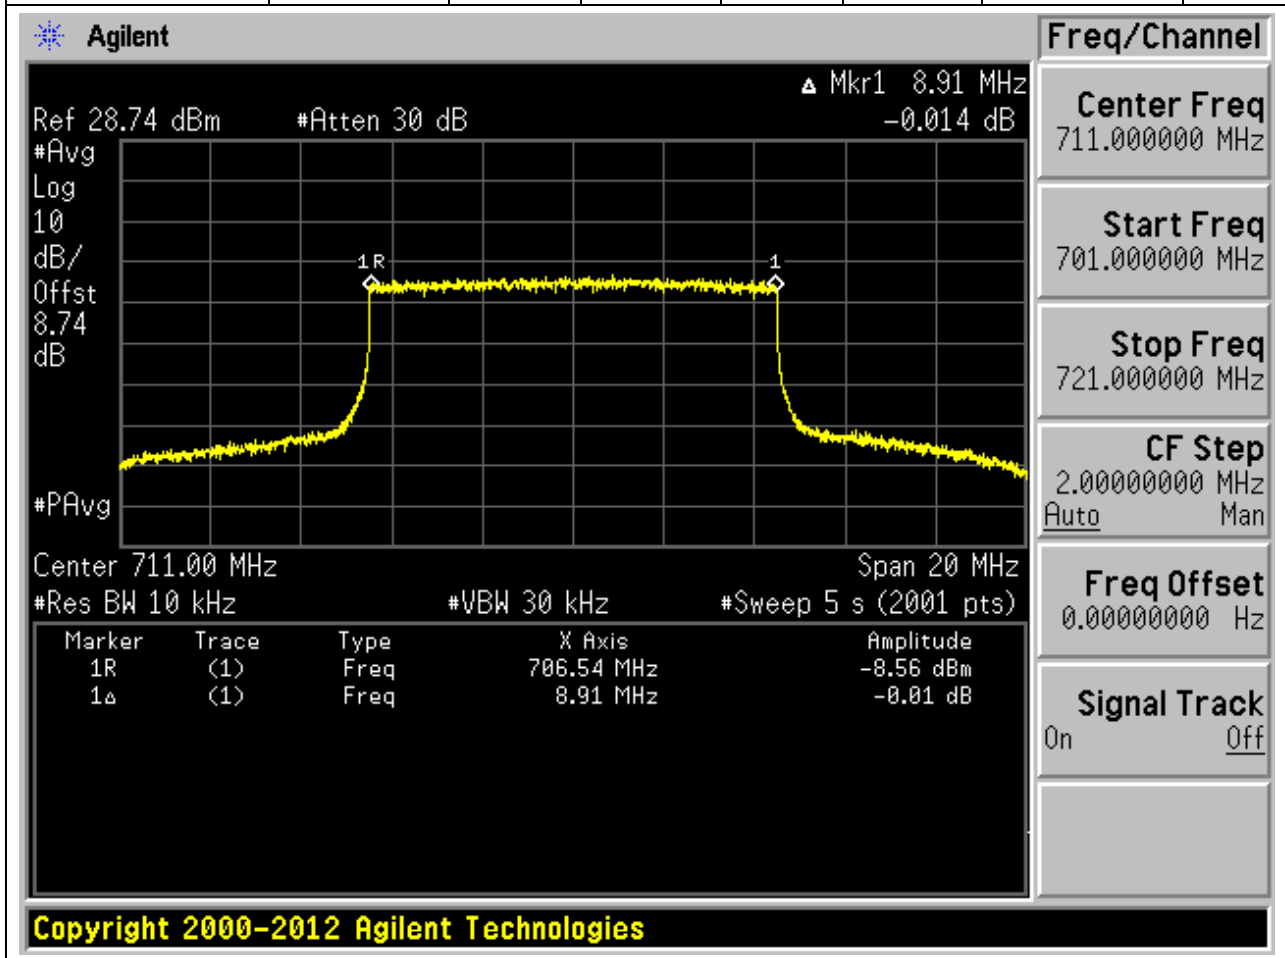 Agilent
Freq/Channel
Δ Mkr1 8.91 MHz
Ref 28.74 dBm #Atten 30 dB -0.014 dB
#Avg
Log
10
dB/
Offst
8.74
dB
1R 1
#PAvg
Center 711.00 MHz Span 20 MHz
#Res BW 10 kHz #VBW 30 kHz #Sweep 5 s (2001 pts)
Marker Trace Type X Axis Amplitude
1R (1) Freq 706.54 MHz -8.56 dBm
1Δ (1) Freq 8.91 MHz -0.01 dB
Center Freq
711.000000 MHz
Start Freq
701.000000 MHz
Stop Freq
721.000000 MHz
CF Step
2.00000000 MHz
Auto Man
Freq Offset
0.00000000 Hz
Signal Track
On Off
Copyright 2000-2012 Agilent Technologies